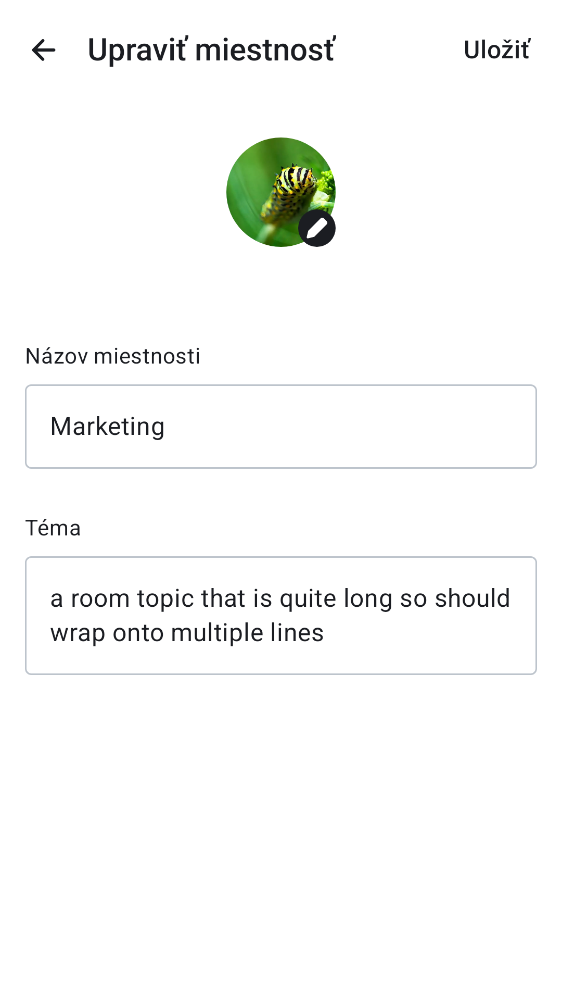 Upraviť miestnosť
Uložiť
Názov miestnosti
Marketing
Téma
a room topic that is quite long so should
wrap onto multiple lines